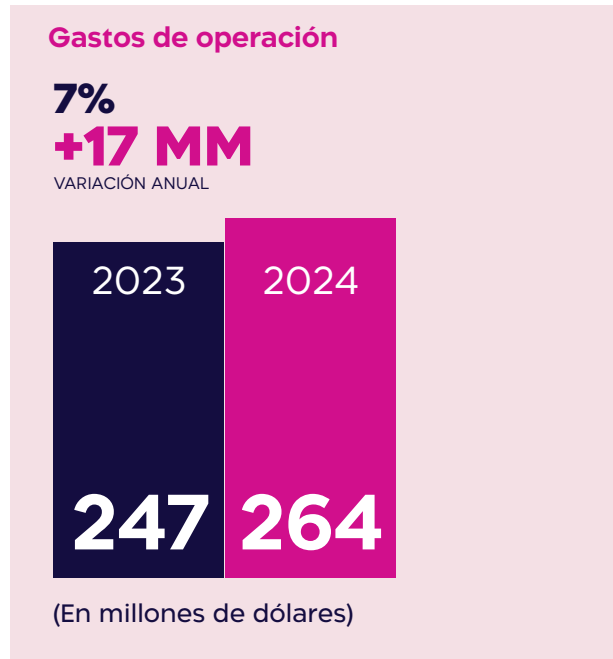 Gastos de operación
7%
+17 MM
VARIACIÓN ANUAL
2023 2024
247 264
(En millones de dólares)